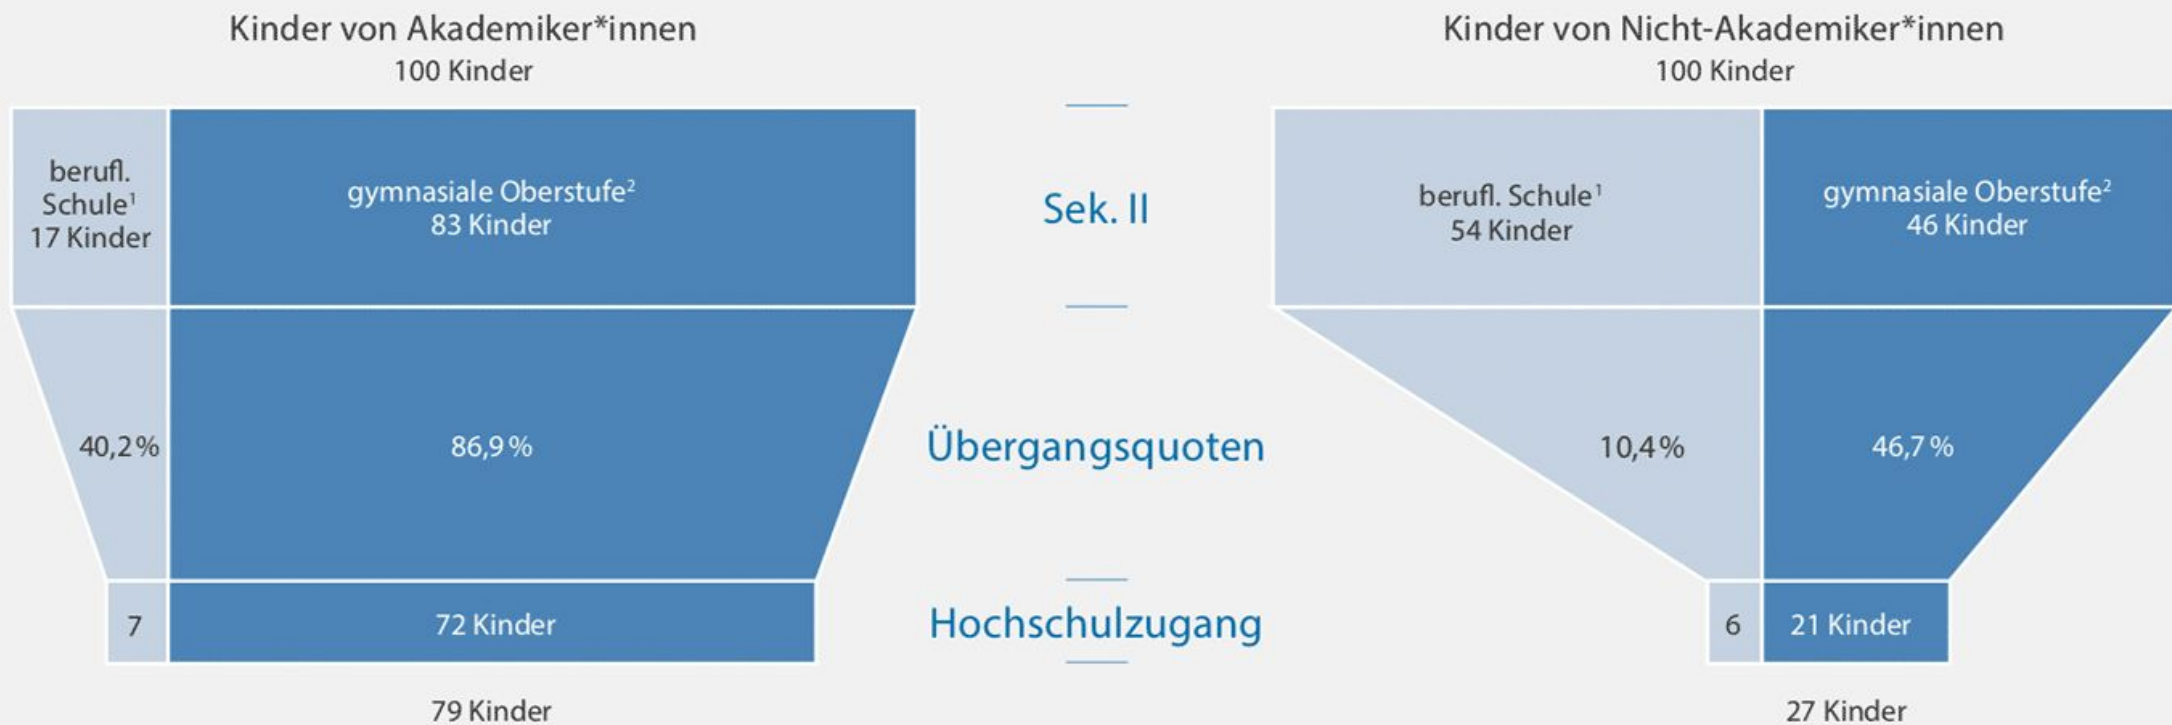 Kinder von Akademiker*innen
100 Kinder
berufl.
Schule¹
17 Kinder
gymnasiale Oberstufe²
83 Kinder
40,2 %
86,9 %
7
72 Kinder
79 Kinder
Sek. II
Übergangsquoten
Hochschulzugang
Kinder von Nicht-Akademiker*innen
100 Kinder
berufl. Schule¹
54 Kinder
gymnasiale Oberstufe²
46 Kinder
10,4 %
46,7 %
6
21 Kinder
27 Kinder